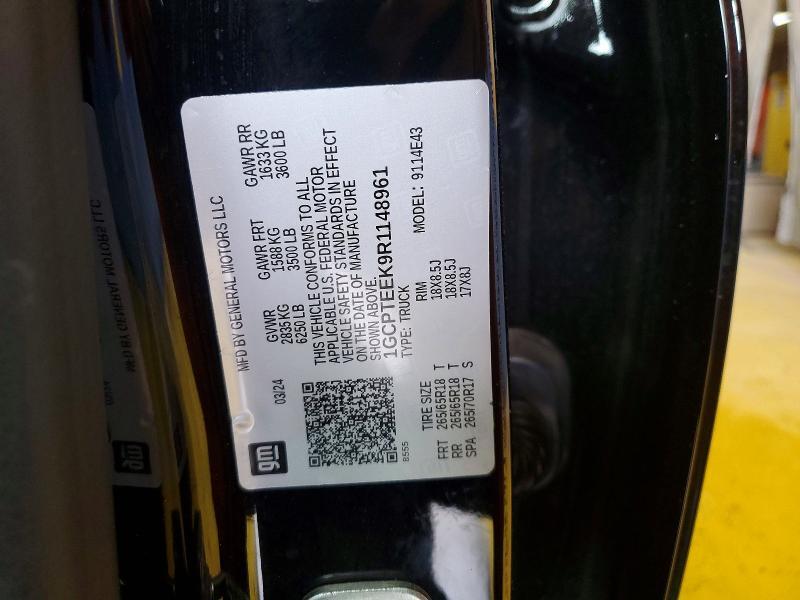 MFD BY GENERAL MOTORS LLC
03/24
GVWR GAWR FRT GAWR RR
2835 KG 1588 KG 1633 KG
6250 LB 3500 LB 3600 LB
THIS VEHICLE CONFORMS TO ALL
APPLICABLE U.S. FEDERAL MOTOR
VEHICLE SAFETY STANDARDS IN EFFECT
ON THE DATE OF MANUFACTURE
SHOWN ABOVE.
1GCPTEEK9R1148961
TYPE: TRUCK MODEL: 9114E43
gm
8555
TIRE SIZE RIM
FRT 265/65R18 T 18X8.5J
RR 265/65R18 T 18X8.5J
SPA 265/70R17 S 17X8J